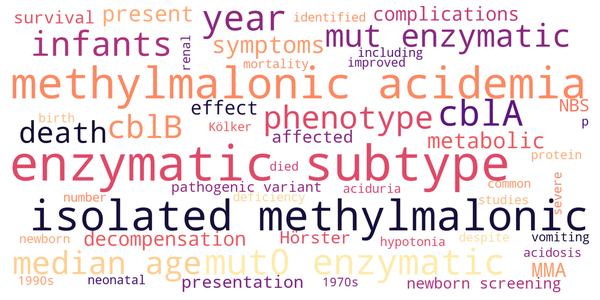 survival present year identified complications
infants renal symptoms including mut enzymatic
mortality improved
methylmalonic acidemia
birth effect phenotype cblA NBS
death cblB Kölker affected metabolic p
enzymatic subtype
died protein
pathogenic variant aciduria common severe
number deficiency studies
isolated methylmalonic
newborn decompensation Hörster hypotonia despite vomiting
median age mut0 enzymatic acidosis
MMA
1990s neonatal presentation 1970s newborn screening